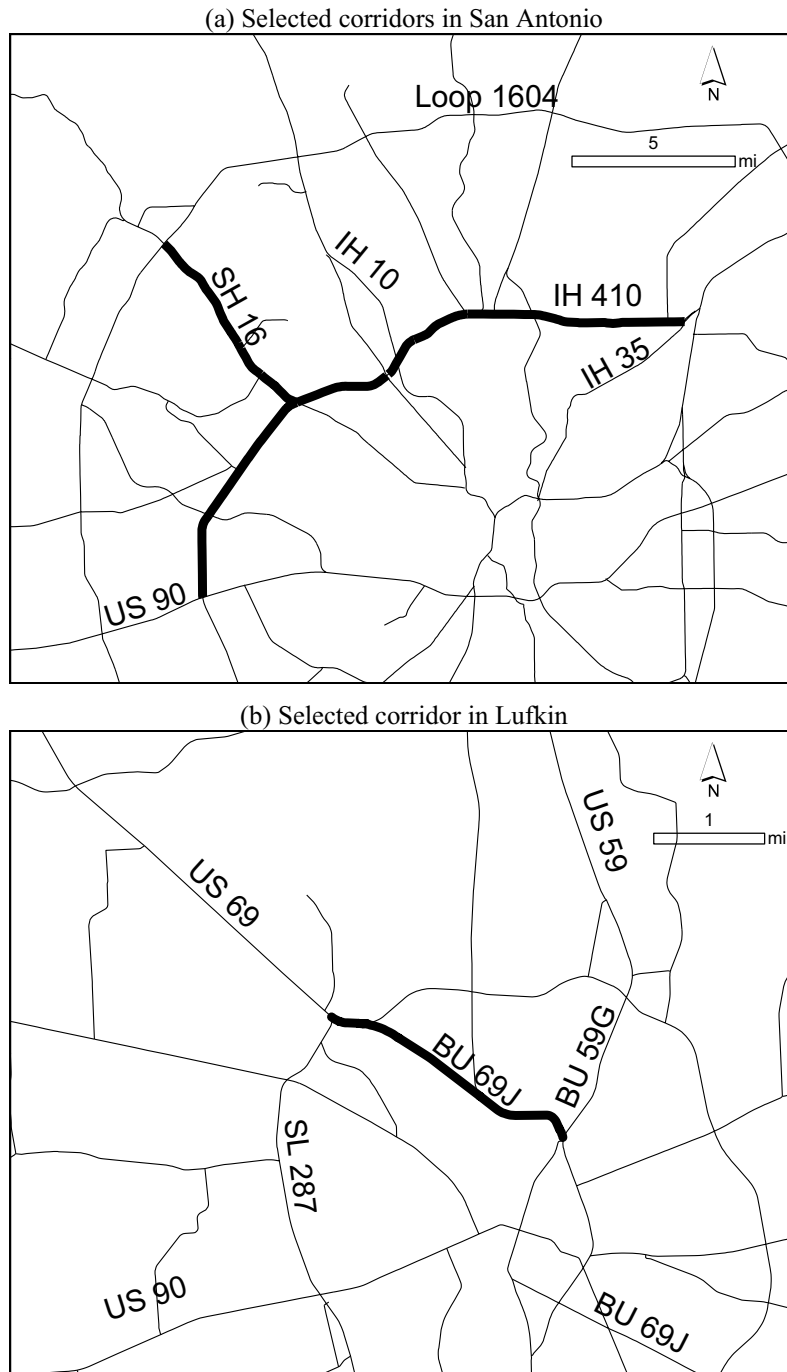 (a) Selected corridors in San Antonio
Loop 1604
N
5
mi
IH 10
SH 16
IH 410
IH 35
US 90
(b) Selected corridor in Lufkin
N
1
mi
US 59
US 69
BU 59G
BU 69J
SL 287
US 90
BU 69J